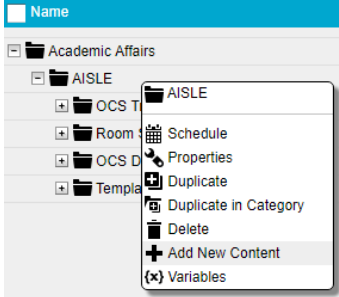 Name
Academic Affairs
AISLE
OCS
Room
OCS D
Templa
AISLE
Schedule
Properties
Duplicate
Duplicate in Category
Delete
Add New Content
{x} Variables